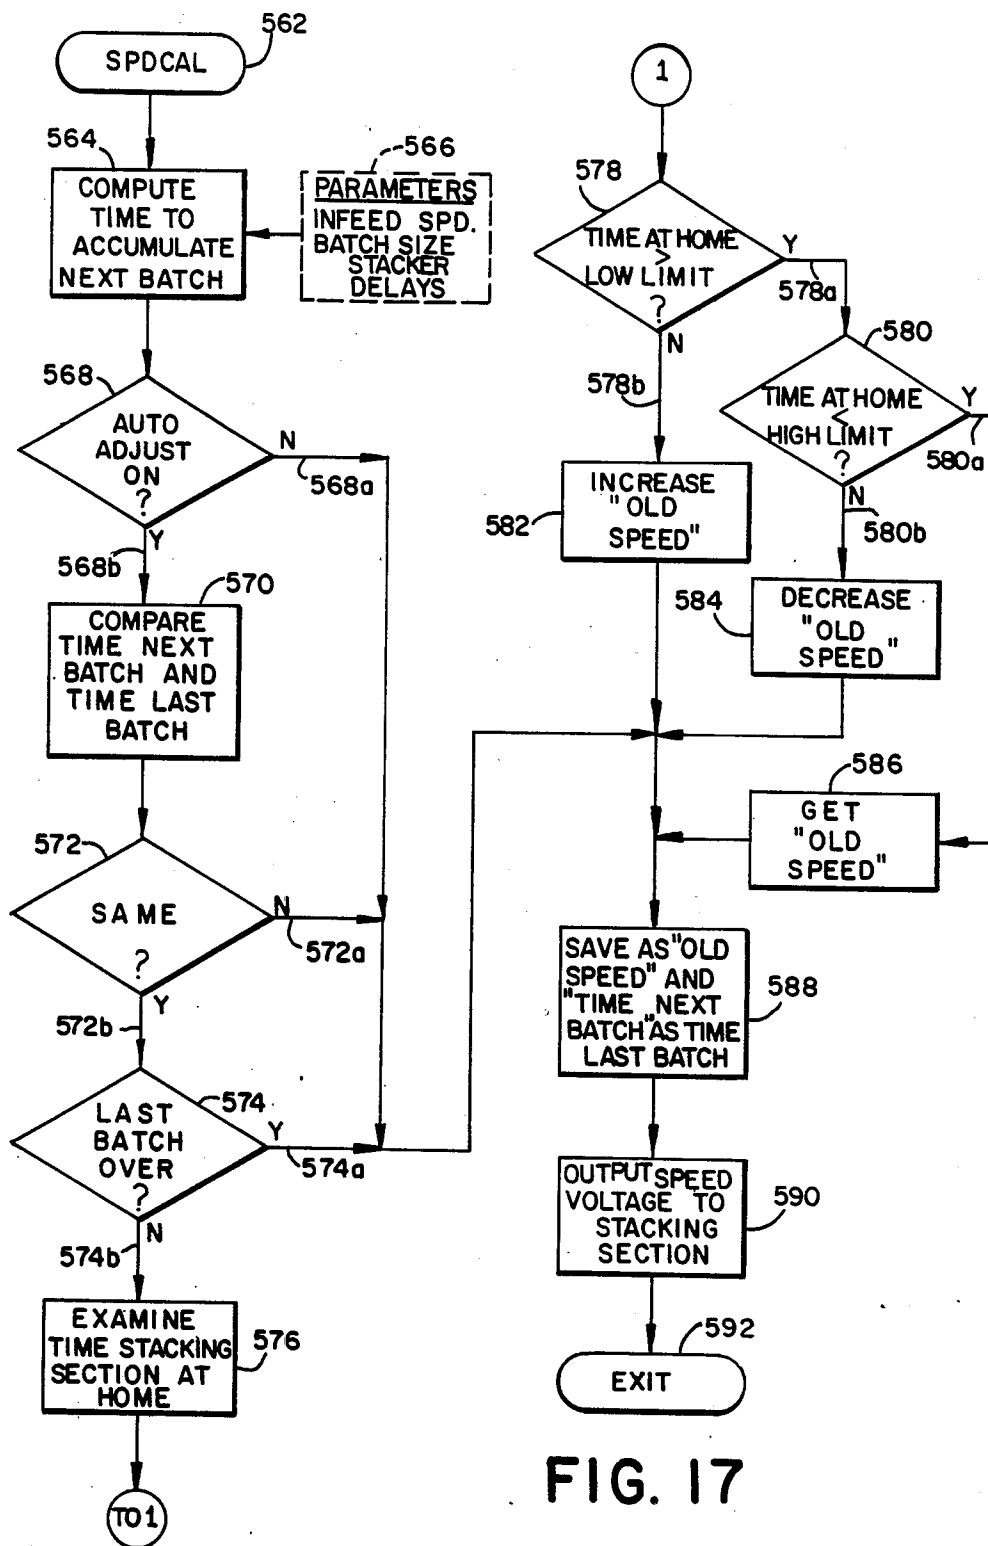 562
SPDCAL
564
COMPUTE
TIME TO
ACCUMULATE
NEXT BATCH
566
PARAMETERS
INFEED SPD.
BATCH SIZE
STACKER
DELAYS
568
AUTO
ADJUST
ON
?
N
568a
Y
568b
570
COMPARE
TIME NEXT
BATCH AND
TIME LAST
BATCH
572
SAME
?
N
572a
Y
572b
574
LAST
BATCH
OVER
?
Y
574a
N
574b
EXAMINE
TIME STACKING
SECTION AT
HOME
576
TO 1
1
578
TIME AT HOME
>
LOW LIMIT
?
Y
578a
N
578b
580
TIME AT HOME
<
HIGH LIMIT
?
Y
580a
N
580b
582
INCREASE
"OLD
SPEED"
584
DECREASE
"OLD
SPEED"
586
GET
"OLD
SPEED"
SAVE AS "OLD
SPEED" AND
"TIME NEXT
BATCH" AS TIME
LAST BATCH
588
OUTPUT SPEED
VOLTAGE TO
STACKING
SECTION
590
592
EXIT
FIG. 17